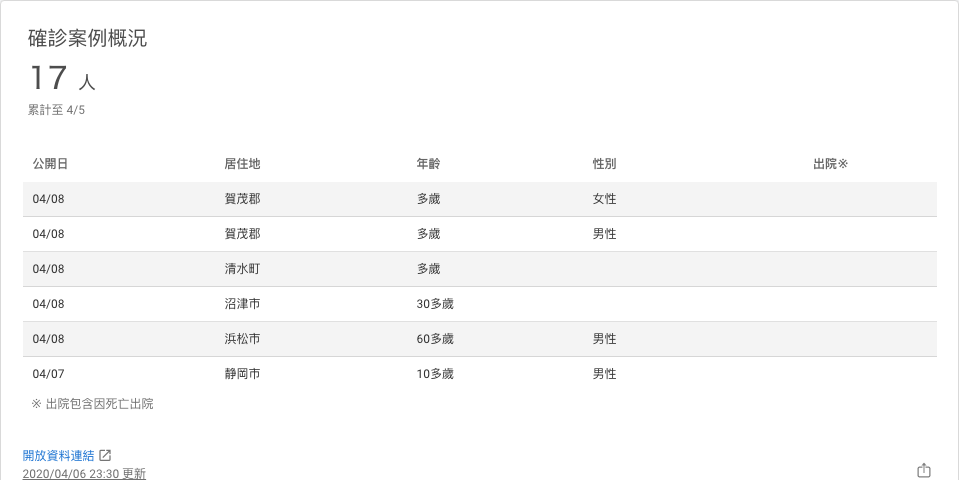 確診案例概況
17 人
累計至 4/5
公開日 居住地 年齢 性別 出院※
04/08 賀茂郡 多歲 女性
04/08 賀茂郡 多歲 男性
04/08 清水町 多歲
04/08 沼津市 30多歲
04/08 浜松市 60多歲 男性
04/07 静岡市 10多歲 男性
※ 出院包含因死亡出院
開放資料連結
2020/04/06 23:30 更新